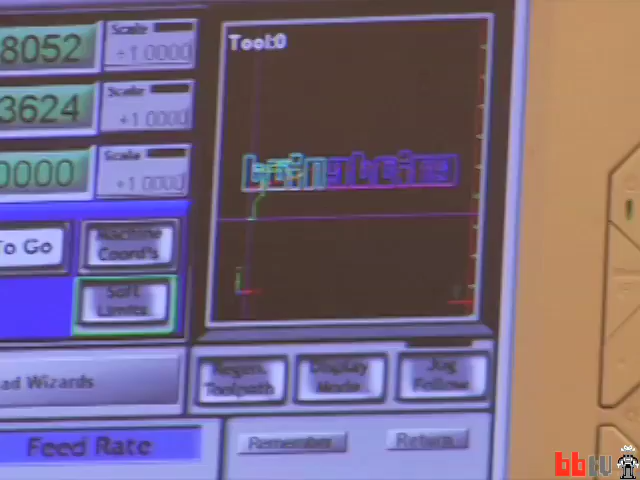 8052
Scale
+1.0000
3624
Scale
+1.0000
0000
Scale
+1.0000
Tool:0
To Go
Machine
Coord's
Soft
Limits
ad Wizards
Regen.
Toolpath
Display
Mode
Jog
Follow
Feed Rate
Remember
Return
bbtv